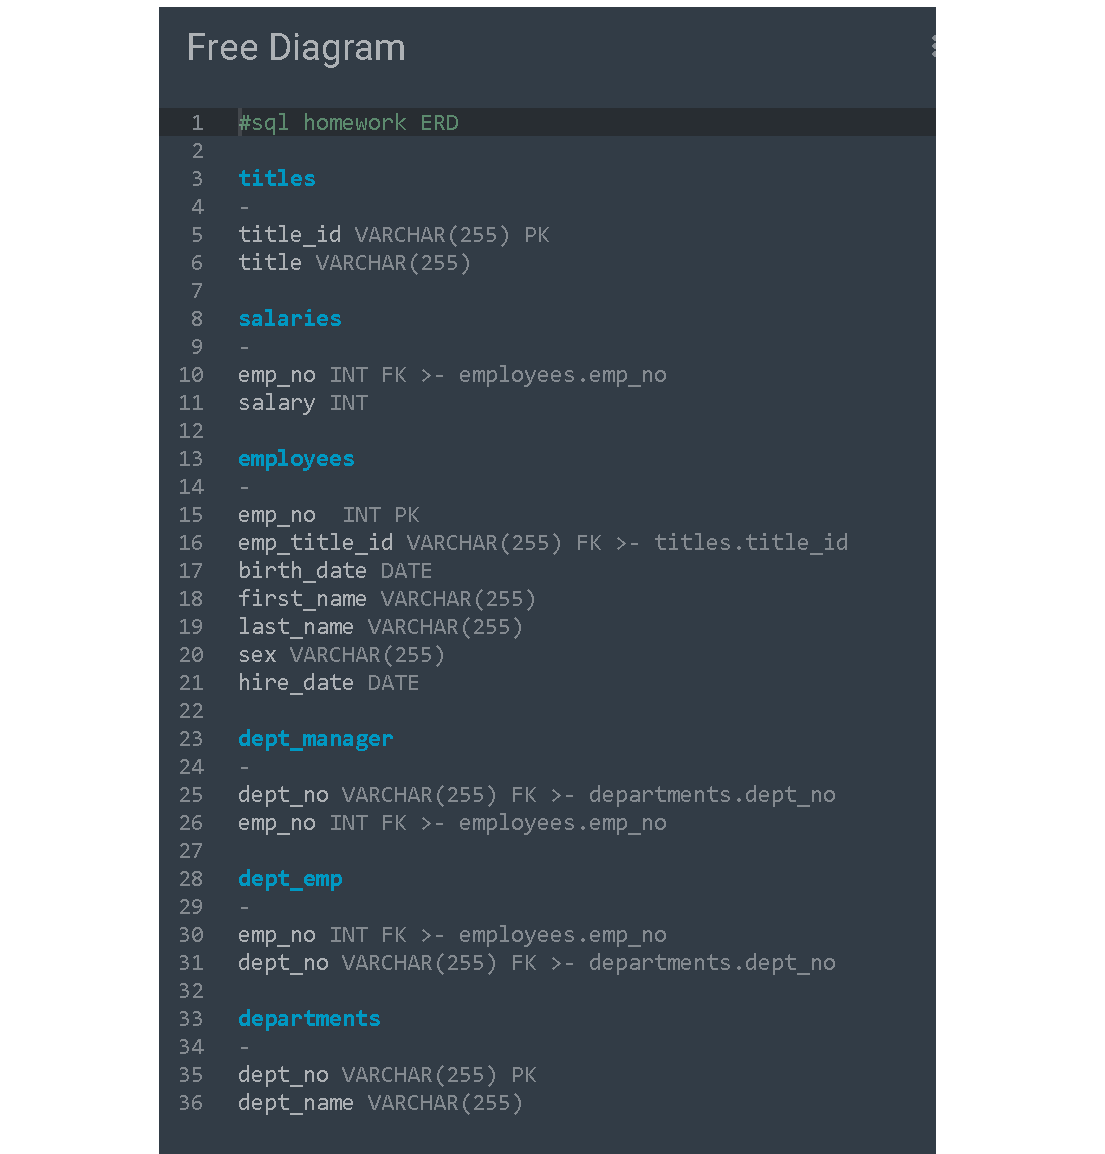 Free Diagram
1 #sql homework ERD
2
3 titles
4 -
5 title_id VARCHAR(255) PK
6 title VARCHAR(255)
7
8 salaries
9 -
10 emp_no INT FK >- employees.emp_no
11 salary INT
12
13 employees
14 -
15 emp_no  INT PK
16 emp_title_id VARCHAR(255) FK >- titles.title_id
17 birth_date DATE
18 first_name VARCHAR(255)
19 last_name VARCHAR(255)
20 sex VARCHAR(255)
21 hire_date DATE
22
23 dept_manager
24 -
25 dept_no VARCHAR(255) FK >- departments.dept_no
26 emp_no INT FK >- employees.emp_no
27
28 dept_emp
29 -
30 emp_no INT FK >- employees.emp_no
31 dept_no VARCHAR(255) FK >- departments.dept_no
32
33 departments
34 -
35 dept_no VARCHAR(255) PK
36 dept_name VARCHAR(255)